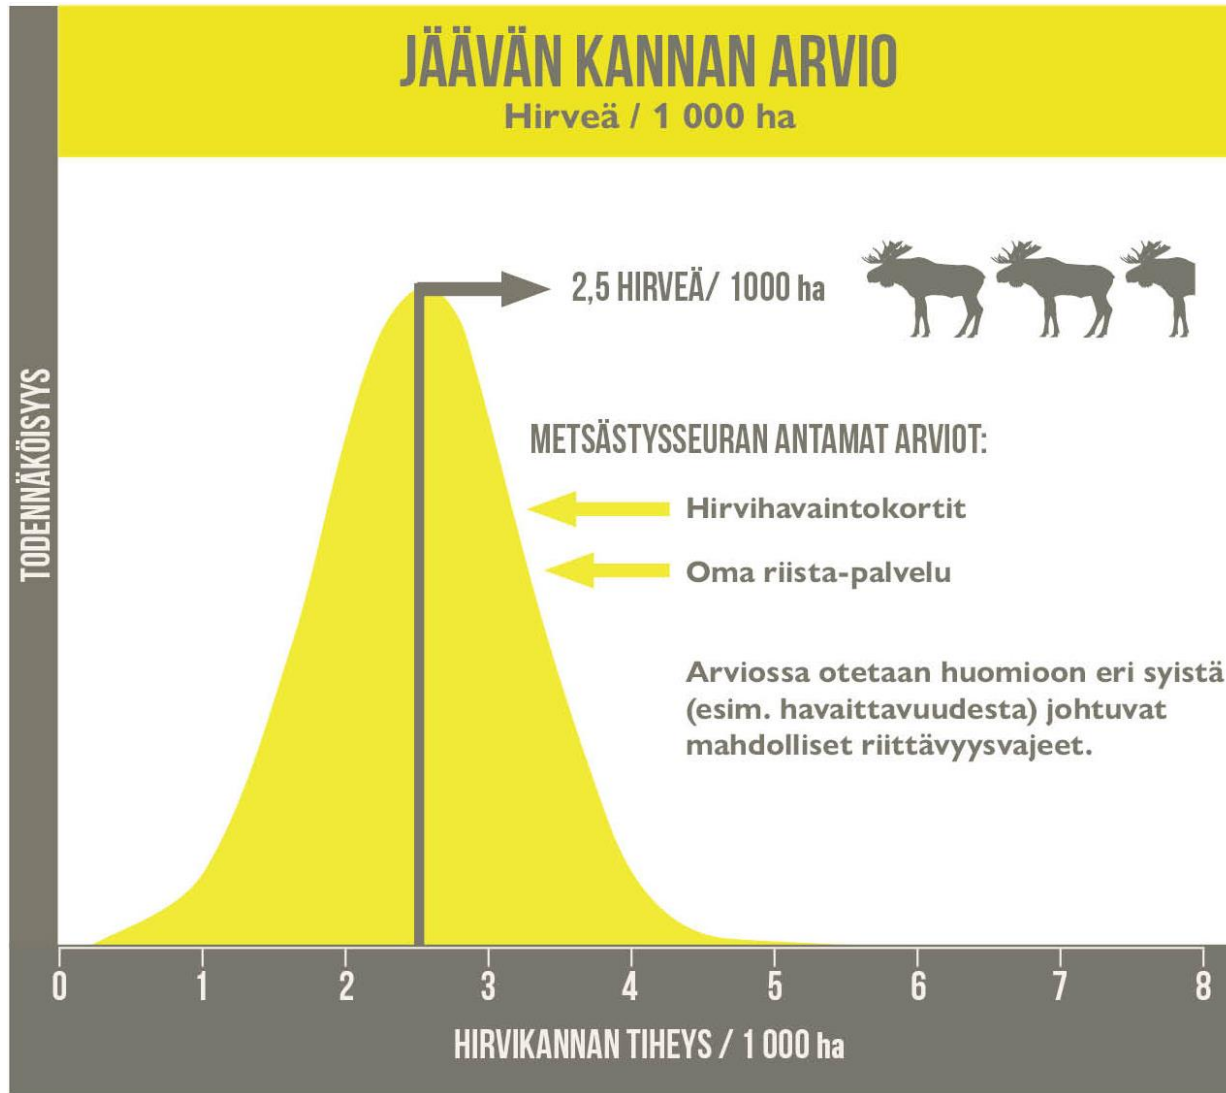 JÄÄVÄN KANNAN ARVIO
Hirveä / 1 000 ha
2,5 HIRVEÄ/ 1000 ha
METSÄSTYSSEURAN ANTAMAT ARVIOT:
Hirvihavaintokortit
Oma riista-palvelu
Arviossa otetaan huomioon eri syistä
(esim. havaittavuudesta) johtuvat
mahdolliset riittävyysvajeet.
TODENNÄKÖISYYS
0 1 2 3 4 5 6 7 8
HIRVIKANNAN TIHEYS / 1 000 ha